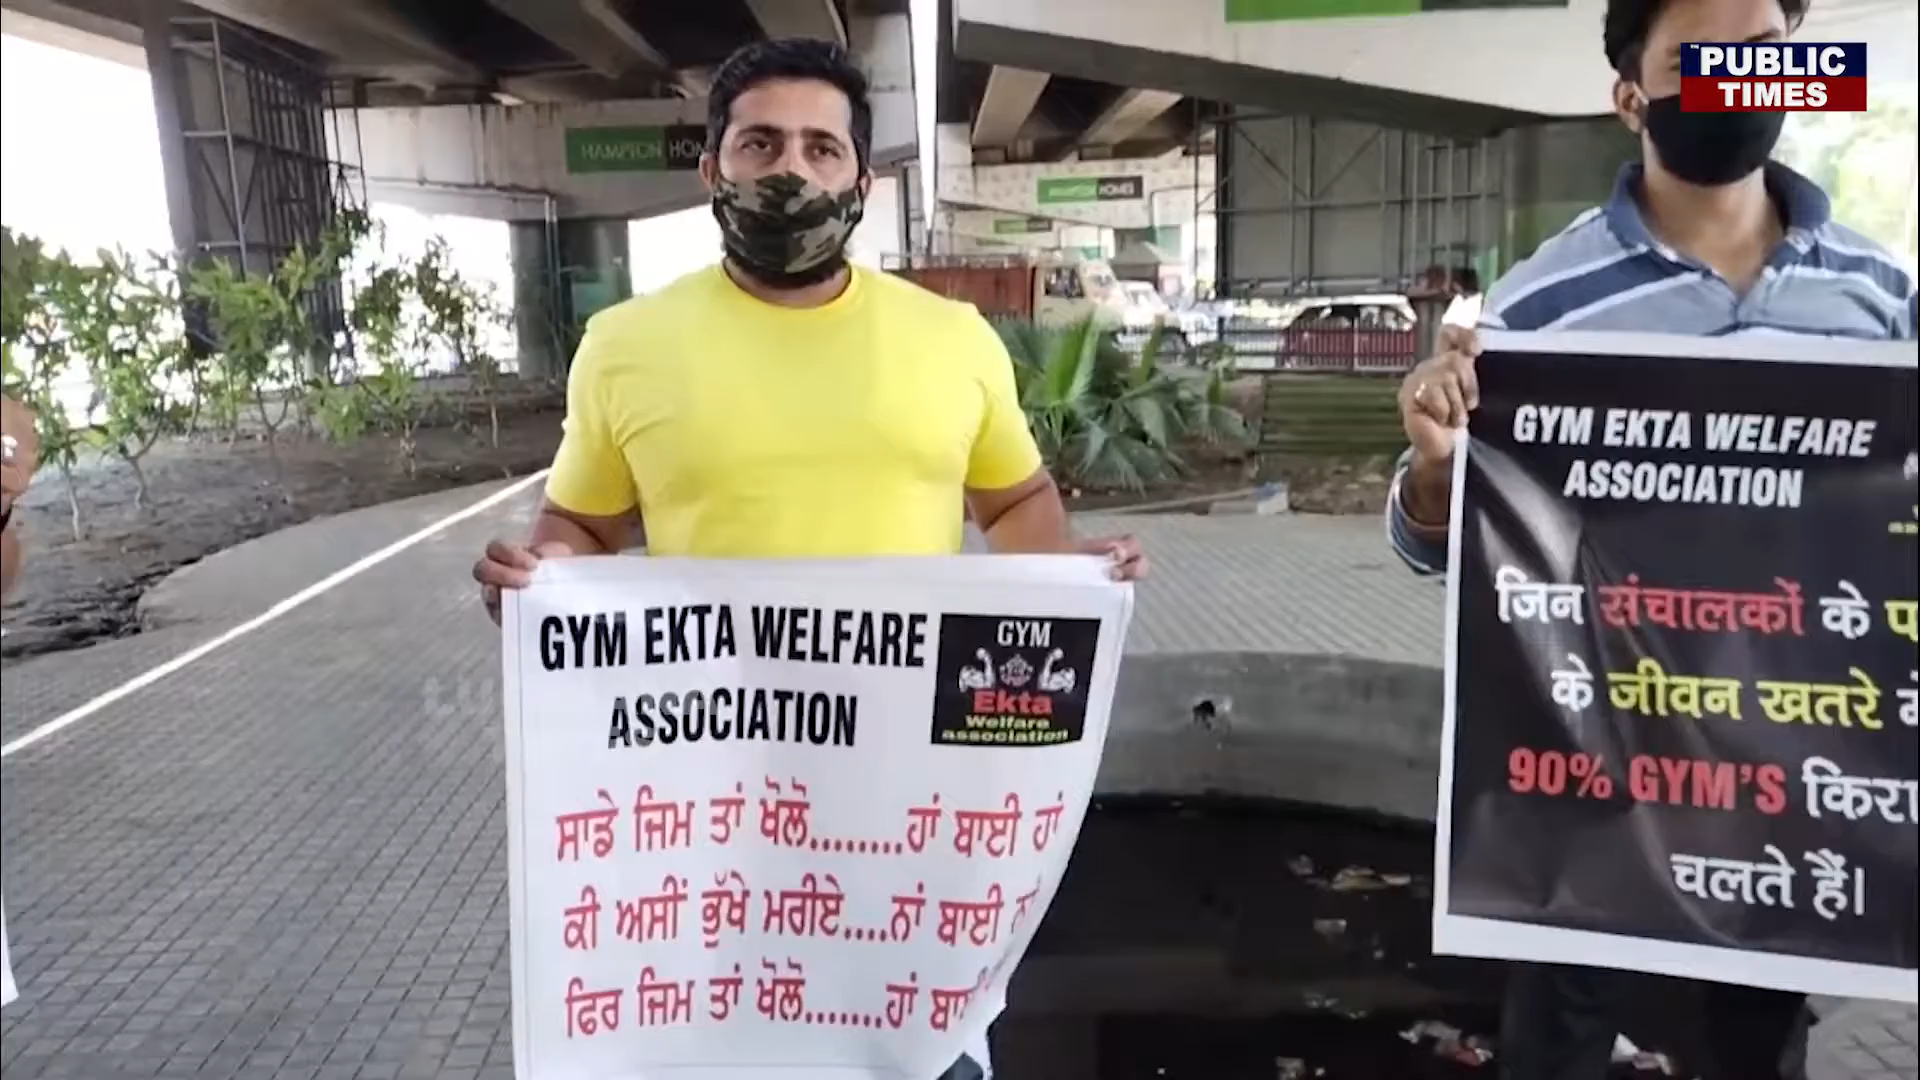 THE PUBLIC
TIMES
HAMPTON
HAMPTON HOMES
GYM EKTA WELFARE
ASSOCIATION
GYM
Ekta
Welfare
association
ਸਾਡੇ ਜਿਮ ਤਾਂ ਖੋਲੋ........ਹਾਂ ਬਾਈ ਹਾਂ
ਕੀ ਅਸੀਂ ਭੁੱਖੇ ਮਰੀਏ....ਨਾਂ ਬਾਈ ਨਾਂ
ਫਿਰ ਜਿਮ ਤਾਂ ਖੋਲੋ.......ਹਾਂ
GYM EKTA WELFARE
ASSOCIATION
जिन संचालकों के
के जीवन खतरे
90% GYM'S
चलते हैं।